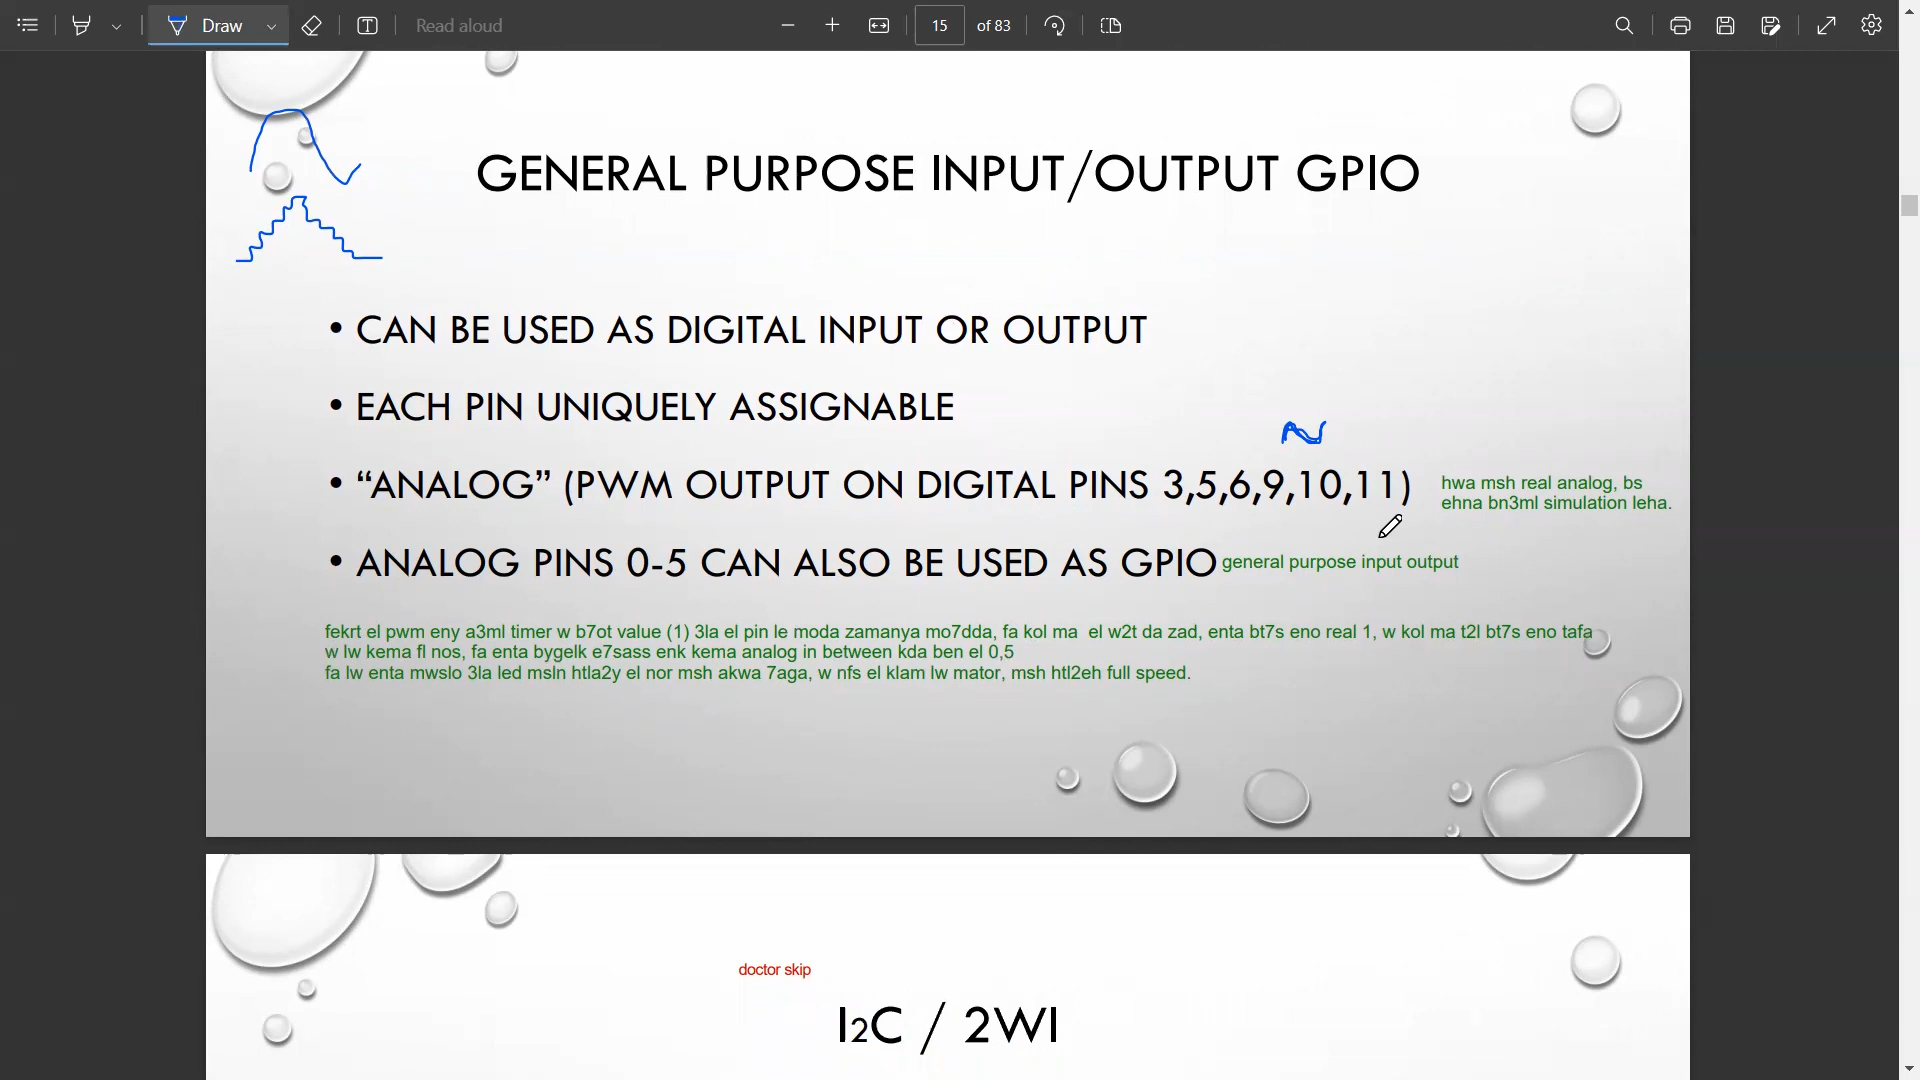 Draw
Read aloud
15 of 83
GENERAL PURPOSE INPUT/OUTPUT GPIO
• CAN BE USED AS DIGITAL INPUT OR OUTPUT
• EACH PIN UNIQUELY ASSIGNABLE
• “ANALOG” (PWM OUTPUT ON DIGITAL PINS 3,5,6,9,10,11)
hwa msh real analog, bs
ehna bn3ml simulation leha.
• ANALOG PINS 0-5 CAN ALSO BE USED AS GPIO
general purpose input output
fekrt el pwm eny a3ml timer w b7ot value (1) 3la el pin le moda zamanya mo7dda, fa kol ma el w2t da zad, enta bt7s eno real 1, w kol ma t2l bt7s eno tafa
w lw kema fl nos, fa enta bygelk e7sass enk kema analog in between kda ben el 0,5
fa lw enta mwslo 3la led msln htla2y el nor msh akwa 7aga, w nfs el klam lw mator, msh htl2eh full speed.
doctor skip
I2C / 2WI